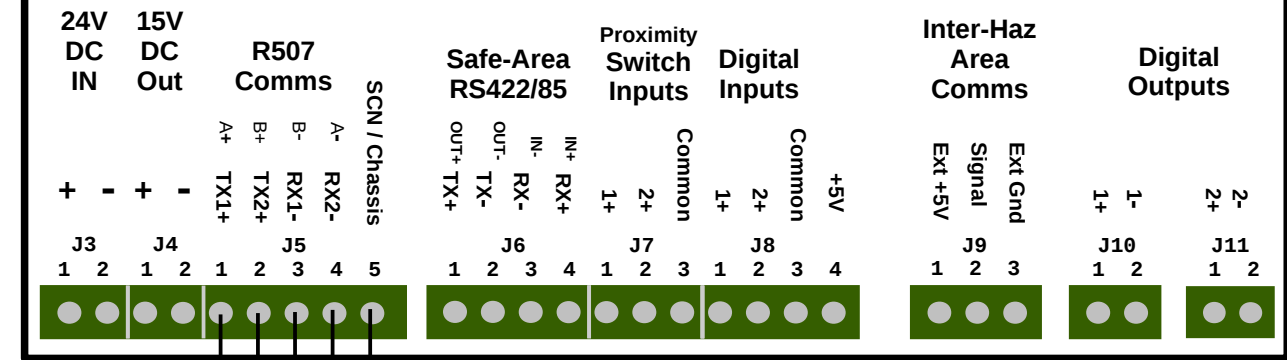 24V
DC
IN
15V
DC
Out
R507
Comms
Safe-Area
RS422/85
Proximity
Switch
Inputs
Digital
Inputs
Inter-Haz
Area
Comms
Digital
Outputs
+ - + -
A+ B+ B- A-
TX1+ TX2+ RX1- RX2- SCN / Chassis
OUT+ OUT- IN- IN+
TX+ TX- RX- RX+
1+ 2+ Common
1+ 2+ Common +5V
Ext +5V Signal Ext Gnd
1+ 1-
2+ 2-
J3 J4 J5 J6 J7 J8 J9 J10 J11
1 2 1 2 1 2 3 4 5 1 2 3 4 1 2 3 1 2 3 4 1 2 3 1 2 1 2